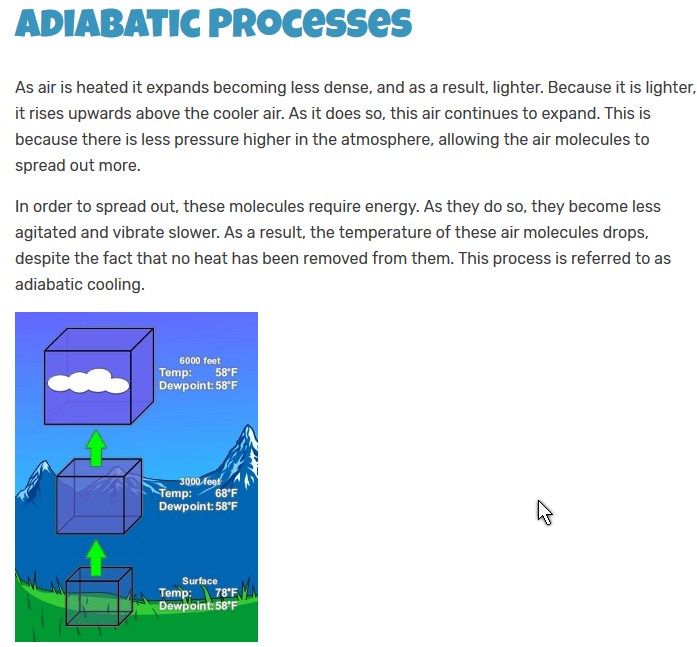 ADIABATIC PROCESSES
As air is heated it expands becoming less dense, and as a result, lighter. Because it is lighter,
it rises upwards above the cooler air. As it does so, this air continues to expand. This is
because there is less pressure higher in the atmosphere, allowing the air molecules to
spread out more.
In order to spread out, these molecules require energy. As they do so, they become less
agitated and vibrate slower. As a result, the temperature of these air molecules drops,
despite the fact that no heat has been removed from them. This process is referred to as
adiabatic cooling.
6000 feet
Temp: 58°F
Dewpoint: 58°F
3000 feet
Temp: 68°F
Dewpoint: 58°F
Surface
Temp: 78°F
Dewpoint: 58°F